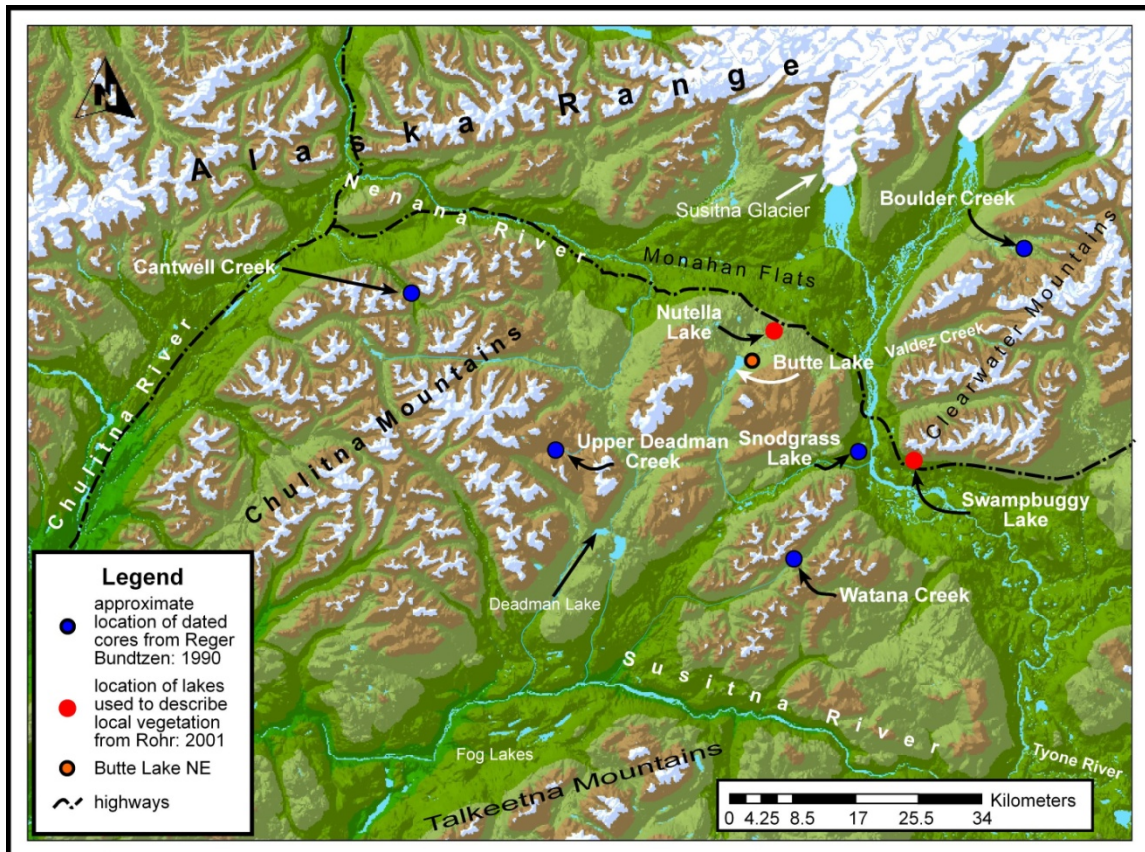 N
Alaska Range
Nenana River
Susitna Glacier
Boulder Creek
Cantwell Creek
Monahan Flats
Nutella
Lake
Butte Lake
Valdez Creek
Clearwater Mountains
Chulitna River
Chulitna Mountains
Upper Deadman
Creek
Snodgrass
Lake
Swampbuggy
Lake
Deadman Lake
Watana Creek
Susitna River
Fog Lakes
Talkeetna Mountains
Tyone River
Legend
approximate
location of dated
cores from Reger
Bundtzen: 1990
location of lakes
used to describe
local vegetation
from Rohr: 2001
Butte Lake NE
highways
Kilometers
0 4.25 8.5 17 25.5 34